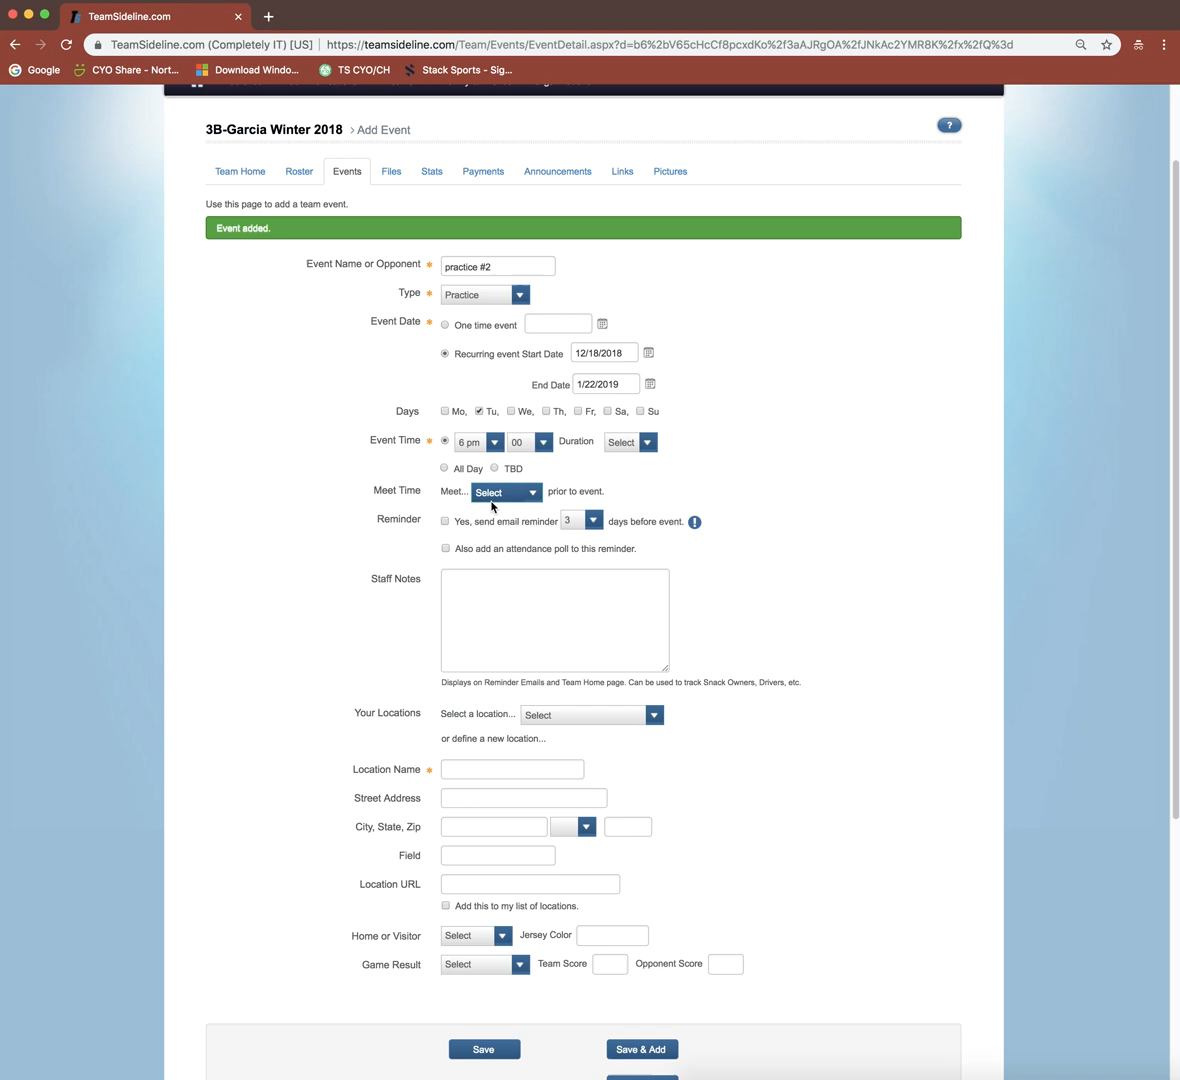 TeamSideline.com
TeamSideline.com (Completely IT) [US] | https://teamsideline.com/Team/Events/EventDetail.aspx?d=b6%2bV65cHcCf8pcxdKo%2f3aAJRgOA%2fJNkAc2YMR8K%2fx%2fQ%3d
Google CYO Share - Nort... Download Windo... TS CYO/CH Stack Sports - Sig...
3B-Garcia Winter 2018 > Add Event ?
Team Home Roster Events Files Stats Payments Announcements Links Pictures
Use this page to add a team event.
Event added.
Event Name or Opponent * practice #2
Type * Practice
Event Date * One time event
Recurring event Start Date 12/18/2018
End Date 1/22/2019
Days Mo, Tu, We, Th, Fr, Sa, Su
Event Time * 6 pm 00 Duration Select
All Day TBD
Meet Time Meet... Select prior to event.
Reminder Yes, send email reminder 3 days before event. !
Also add an attendance poll to this reminder.
Staff Notes
Displays on Reminder Emails and Team Home page. Can be used to track Snack Owners, Drivers, etc.
Your Locations Select a location... Select
or define a new location...
Location Name *
Street Address
City, State, Zip
Field
Location URL
Add this to my list of locations.
Home or Visitor Select Jersey Color
Game Result Select Team Score Opponent Score
Save Save & Add